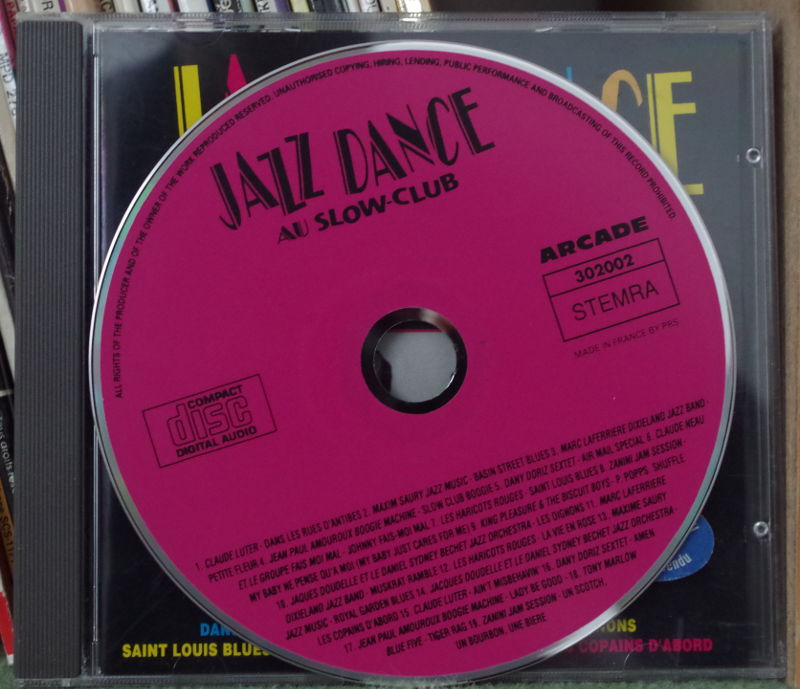 ALL RIGHTS OF THE PRODUCER AND OF THE OWNER OF THE WORK REPRODUCED RESERVED. UNAUTHORISED COPYING, HIRING, LENDING, PUBLIC PERFORMANCE AND BROADCASTING OF THIS RECORD PROHIBITED.
JAZZ DANCE
AU SLOW-CLUB
ARCADE
302002
STEMRA
MADE IN FRANCE BY PBS
COMPACT
disc
DIGITAL AUDIO
1. CLAUDE LUTER - DANS LES RUES D'ANTIBES 2. MAXIM SAURY JAZZ MUSIC - BASIN STREET BLUES 3. MARC LAFERRIERE DIXIELAND JAZZ BAND -
PETITE FLEUR 4. JEAN PAUL AMOUROUX BOOGIE MACHINE - SLOW CLUB BOOGIE 5. DANY DORIZ SEXTET - AIR MAIL SPECIAL 6. CLAUDE NEAU
ET LE GROUPE FAIS MOI MAL - JOHNNY FAIS-MOI MAL 7. LES HARICOTS ROUGES - SAINT LOUIS BLUES 8. ZANINI JAM SESSION -
MY BABY NE PENSE QU'A MOI (MY BABY JUST CARES FOR ME) 9. KING PLEASURE & THE BISCUIT BOYS - P. POPPS. SHUFFLE
10. JAQUES DOUDELLE ET LE DANIEL SYDNEY BECHET JAZZ ORCHESTRA - LES OIGNONS 11. MARC LAFERRIERE
DIXIELAND JAZZ BAND - MUSKRAT RAMBLE 12. LES HARICOTS ROUGES - LA VIE EN ROSE 13. MAXIME SAURY
JAZZ MUSIC - ROYAL GARDEN BLUES 14. JACQUES DOUDELLE ET LE DANIEL SYDNEY BECHET JAZZ ORCHESTRA -
LES COPAINS D'ABORD 15. CLAUDE LUTER - AIN'T MISBEHAVIN' 16. DANY DORIZ SEXTET - AMEN
17. JEAN PAUL AMOUROUX BOOGIE MACHINE - LADY BE GOOD - 18. TONY MARLOW
BLUE FIVE - TIGER RAG 19. ZANINI JAM SESSION - UN SCOTCH,
UN BOURBON, UNE BIERE
SAINT LOUIS BLUES
COPAINS D'ABORD